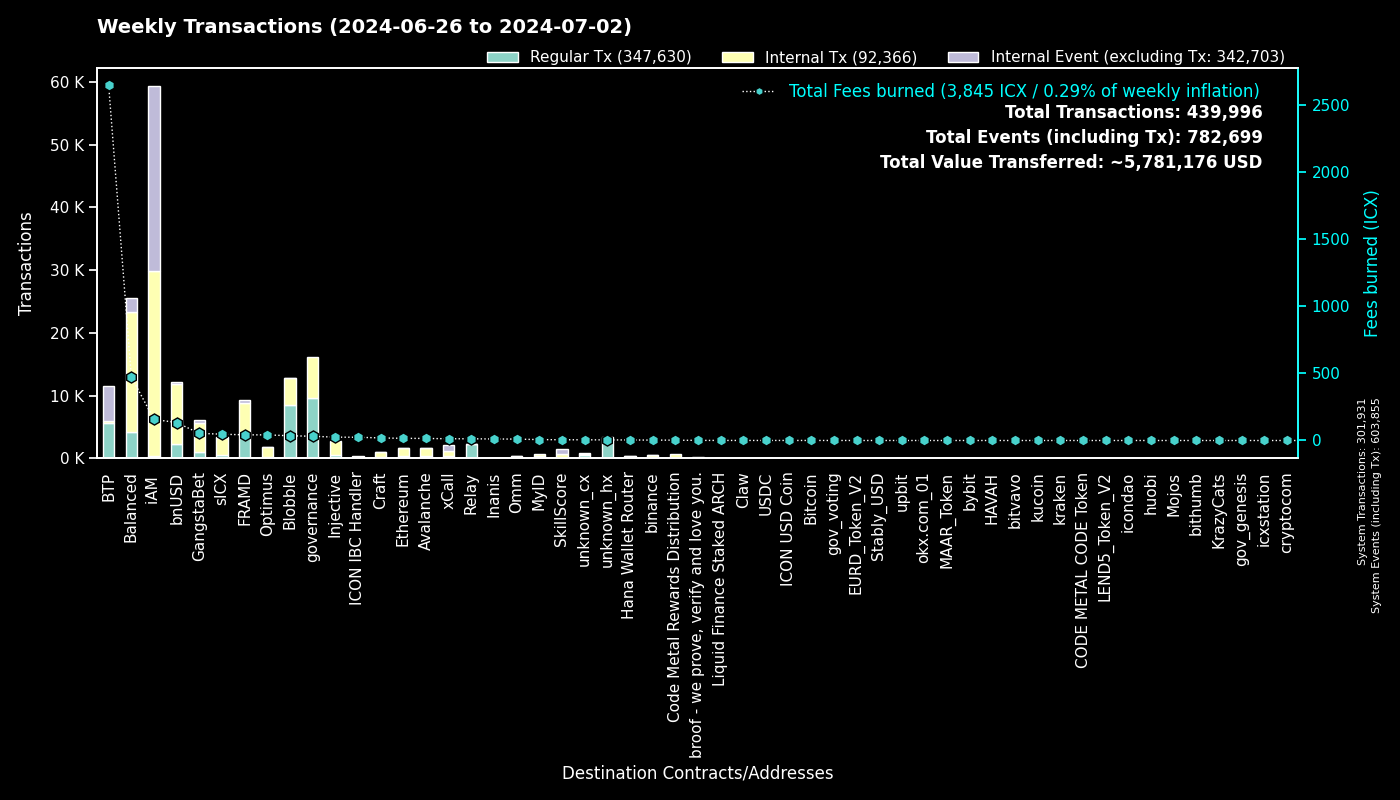 Weekly Transactions (2024-06-26 to 2024-07-02)
Regular Tx (347,630)
Internal Tx (92,366)
Internal Event (excluding Tx: 342,703)
Total Fees burned (3,845 ICX / 0.29% of weekly inflation)
Total Transactions: 439,996
Total Events (including Tx): 782,699
Total Value Transferred: ~5,781,176 USD
Transactions
60 K
50 K
40 K
30 K
20 K
10 K
0 K
2500
2000
1500
1000
500
0
Fees burned (ICX)
System Transactions: 301,931
System Events (including Tx): 603,855
BTP
Balanced
iAM
bnUSD
GangstaBet
sICX
FRAMD
Optimus
Blobble
governance
Injective
ICON IBC Handler
Craft
Ethereum
Avalanche
xCall
Relay
Inanis
Omm
MyID
SkillScore
unknown_cx
unknown_hx
Hana Wallet Router
binance
Code Metal Rewards Distribution
broof - we prove, verify and love you.
Liquid Finance Staked ARCH
Claw
USDC
ICON USD Coin
Bitcoin
gov_voting
EURD_Token_V2
Stably_USD
upbit
okx.com_01
MAAR_Token
bybit
HAVAH
bitvavo
kucoin
kraken
CODE METAL CODE Token
LEND5_Token_V2
icondao
huobi
Mojos
bithumb
KrazyCats
gov_genesis
icxstation
cryptocom
Destination Contracts/Addresses